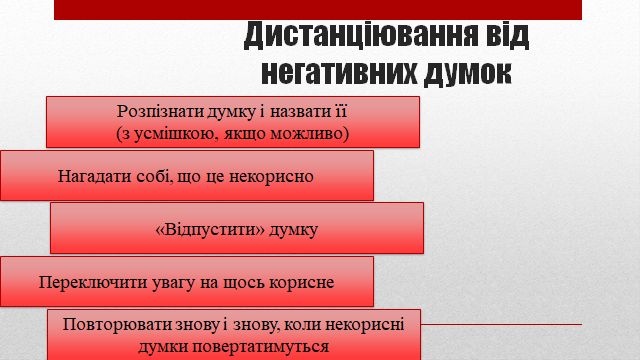 Дистанціювання від
негативних думок
Розпізнати думку і назвати її
(з усмішкою, якщо можливо)
Нагадати собі, що це некорисно
«Відпустити» думку
Переключити увагу на щось корисне
Повторювати знову і знову, коли некорисні
думки повертатимуться